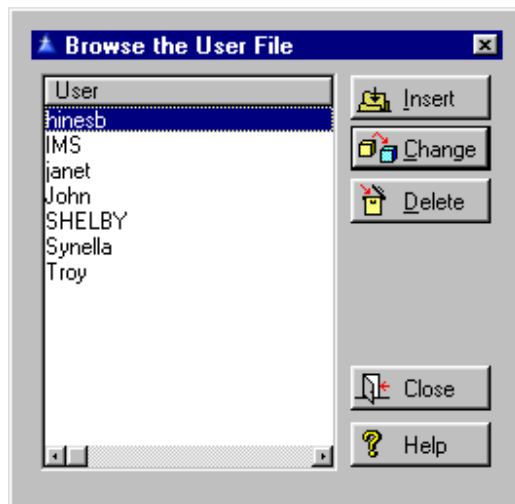 Browse the User File
User
hinesb
IMS
janet
John
SHELBY
Synella
Troy
Insert
Change
Delete
Close
Help